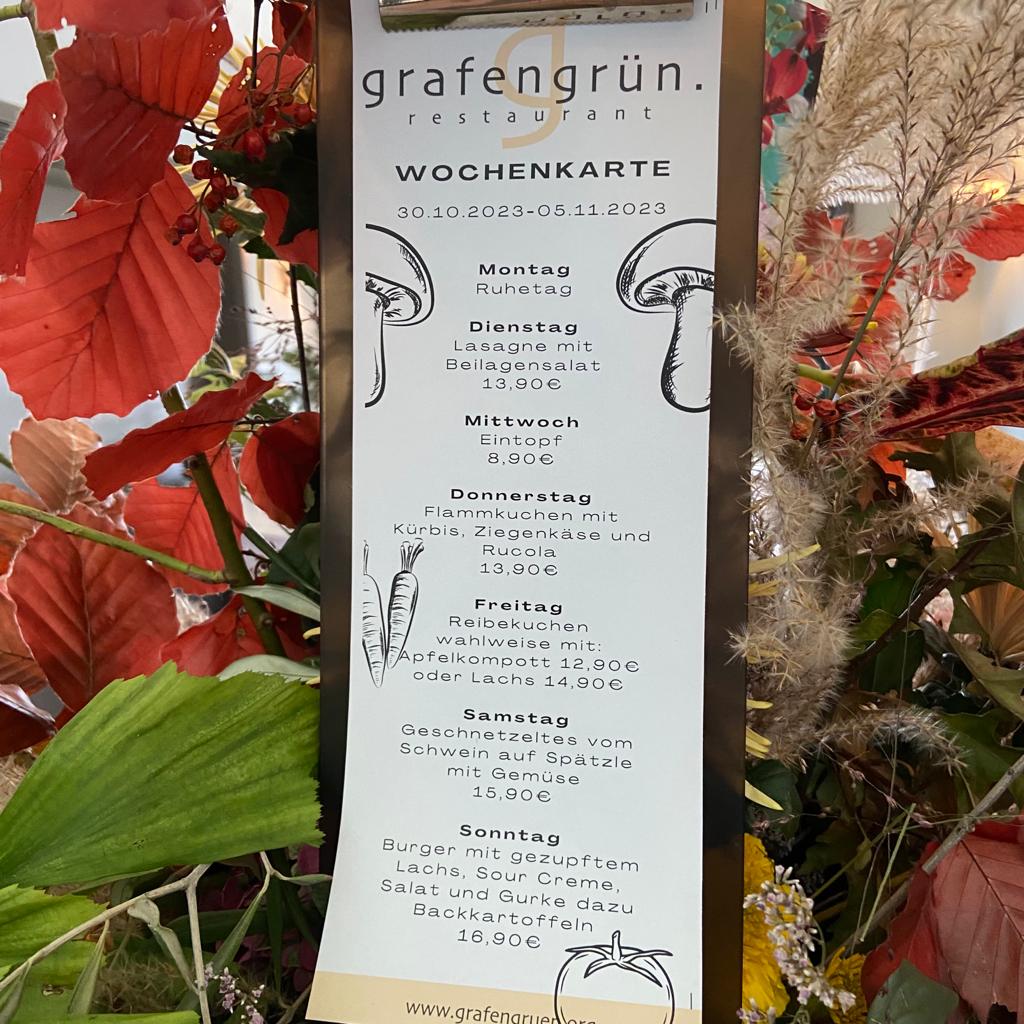 grafengrün.
restaurant
WOCHENKARTE
30.10.2023-05.11.2023
Montag
Ruhetag
Dienstag
Lasagne mit
Beilagensalat
13,90€
Mittwoch
Eintopf
8,90€
Donnerstag
Flammkuchen mit
Kürbis, Ziegenkäse und
Rucola
13,90€
Freitag
Reibekuchen
wahlweise mit:
Apfelkompott 12,90€
oder Lachs 14,90€
Samstag
Geschnetzeltes vom
Schwein auf Spätzle
mit Gemüse
15,90€
Sonntag
Burger mit gezupftem
Lachs, Sour Creme,
Salat und Gurke dazu
Backkartoffeln
16,90€
www.grafengruen.org